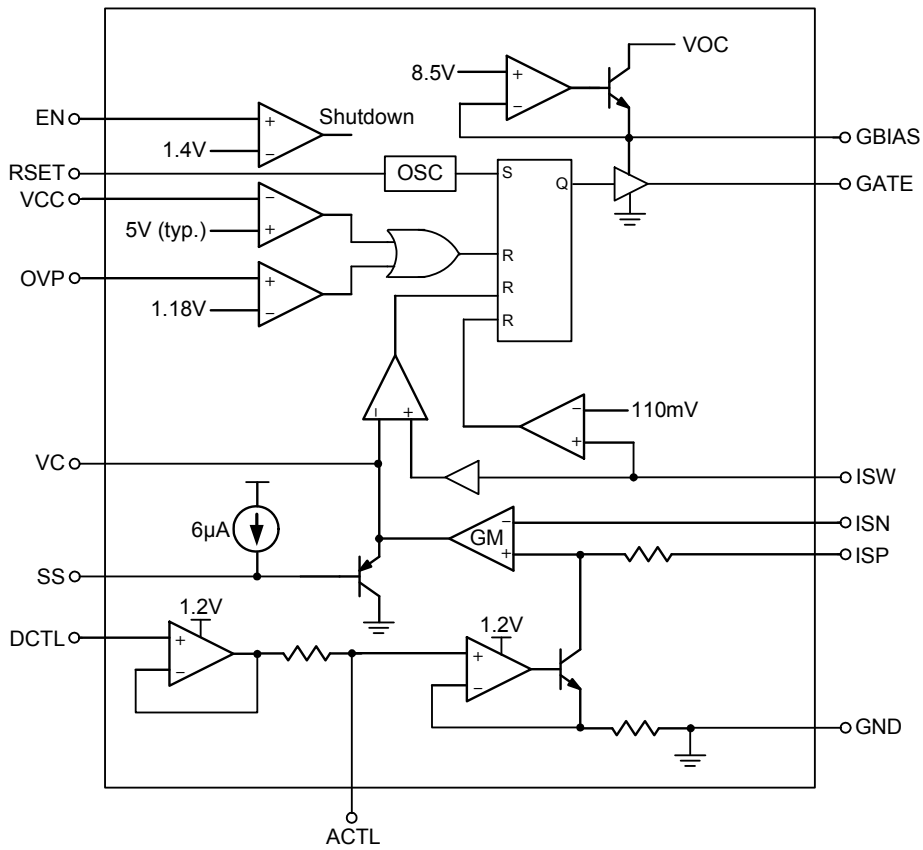 VOC
8.5V
+
−
EN
+
Shutdown
1.4V
−
GBIAS
RSET
OSC
S
Q
GATE
VCC
−
5V (typ.)
+
R
OVP
+
R
1.18V
−
R
−
110mV
+
− +
VC
ISW
6µA
GM
−
ISN
+
ISP
SS
DCTL
1.2V
+
−
1.2V
+
−
GND
ACTL